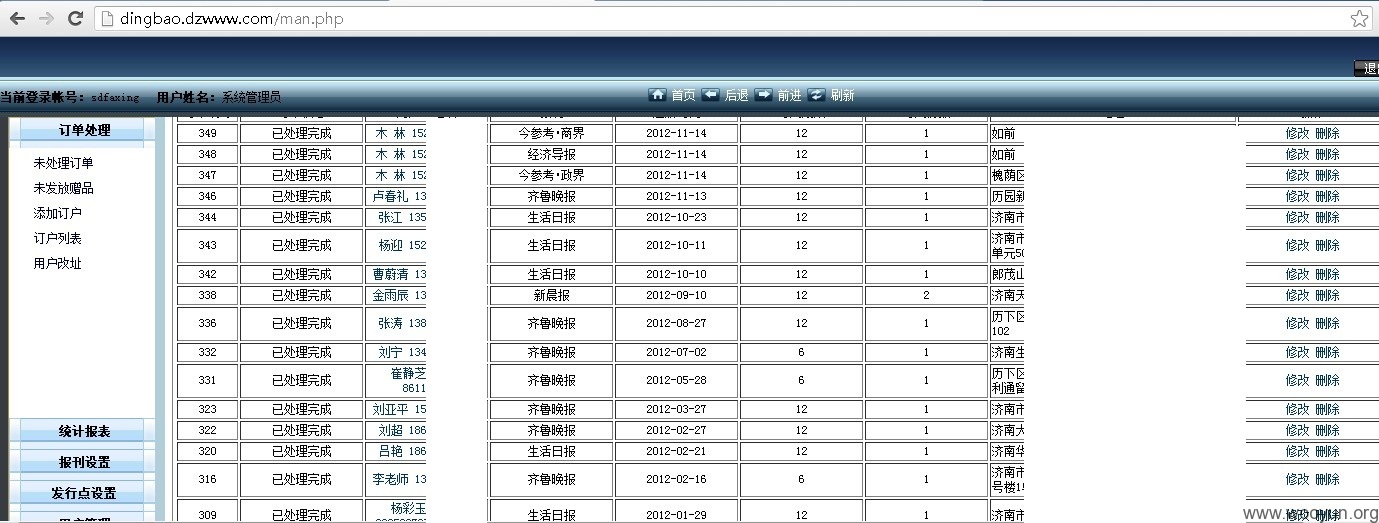 dingbao.dzwww.com/man.php
当前登录帐号：sdfaxing 用户姓名：系统管理员 首页 后退 前进 刷新
订单处理
未处理订单
未发放赠品
添加订户
订户列表
用户改址
统计报表
报刊设置
发行点设置
349 已处理完成 木 林 152 今参考·商界 2012-11-14 12 1 如前 修改 删除
348 已处理完成 木 林 152 经济导报 2012-11-14 12 1 如前 修改 删除
347 已处理完成 木 林 152 今参考·政界 2012-11-14 12 1 槐荫区 修改 删除
346 已处理完成 卢春礼 13 齐鲁晚报 2012-11-13 12 1 历园新 修改 删除
344 已处理完成 张江 135 生活日报 2012-10-23 12 1 济南市 修改 删除
343 已处理完成 杨迎 152 生活日报 2012-10-11 12 1 济南市
单元50 修改 删除
342 已处理完成 曹蔚清 13 生活日报 2012-10-10 12 1 郎茂山 修改 删除
338 已处理完成 金雨辰 13 新晨报 2012-09-10 12 2 济南天 修改 删除
336 已处理完成 张涛 138 齐鲁晚报 2012-08-27 12 1 历下区
102 修改 删除
332 已处理完成 刘宁 134 齐鲁晚报 2012-07-02 6 1 济南生 修改 删除
331 已处理完成 崔静芝
8611 齐鲁晚报 2012-05-28 6 1 历下区
利通留 修改 删除
323 已处理完成 刘亚平 15 齐鲁晚报 2012-03-27 12 1 济南市 修改 删除
322 已处理完成 刘超 186 齐鲁晚报 2012-02-27 12 1 济南大 修改 删除
320 已处理完成 吕艳 186 生活日报 2012-02-21 12 1 济南华 修改 删除
316 已处理完成 李老师 13 齐鲁晚报 2012-02-16 6 1 济南市
号楼1 修改 删除
309 已处理完成 杨彩玉 生活日报 2012-01-29 12 1 济南市 修改 删除
www.wooyun.org